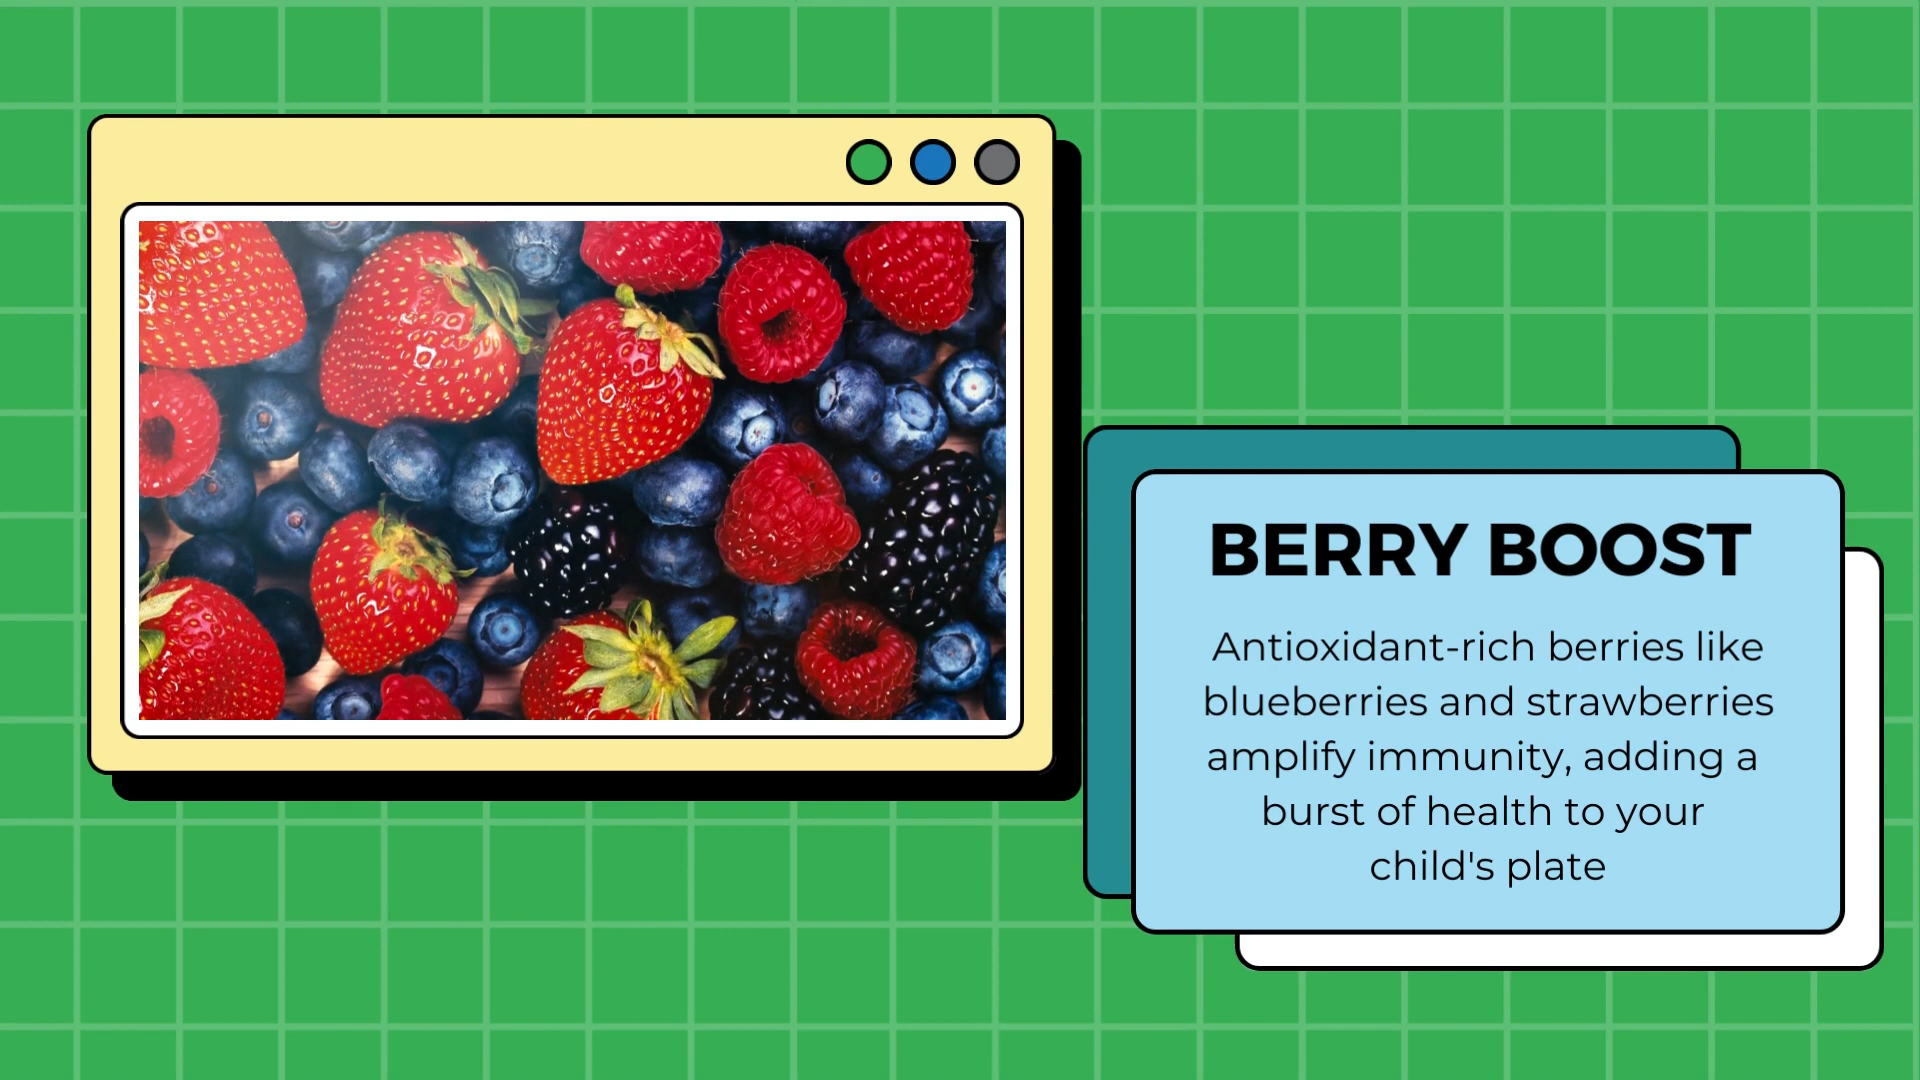 BERRY BOOST
Antioxidant-rich berries like
blueberries and strawberries
amplify immunity, adding a
burst of health to your
child's plate